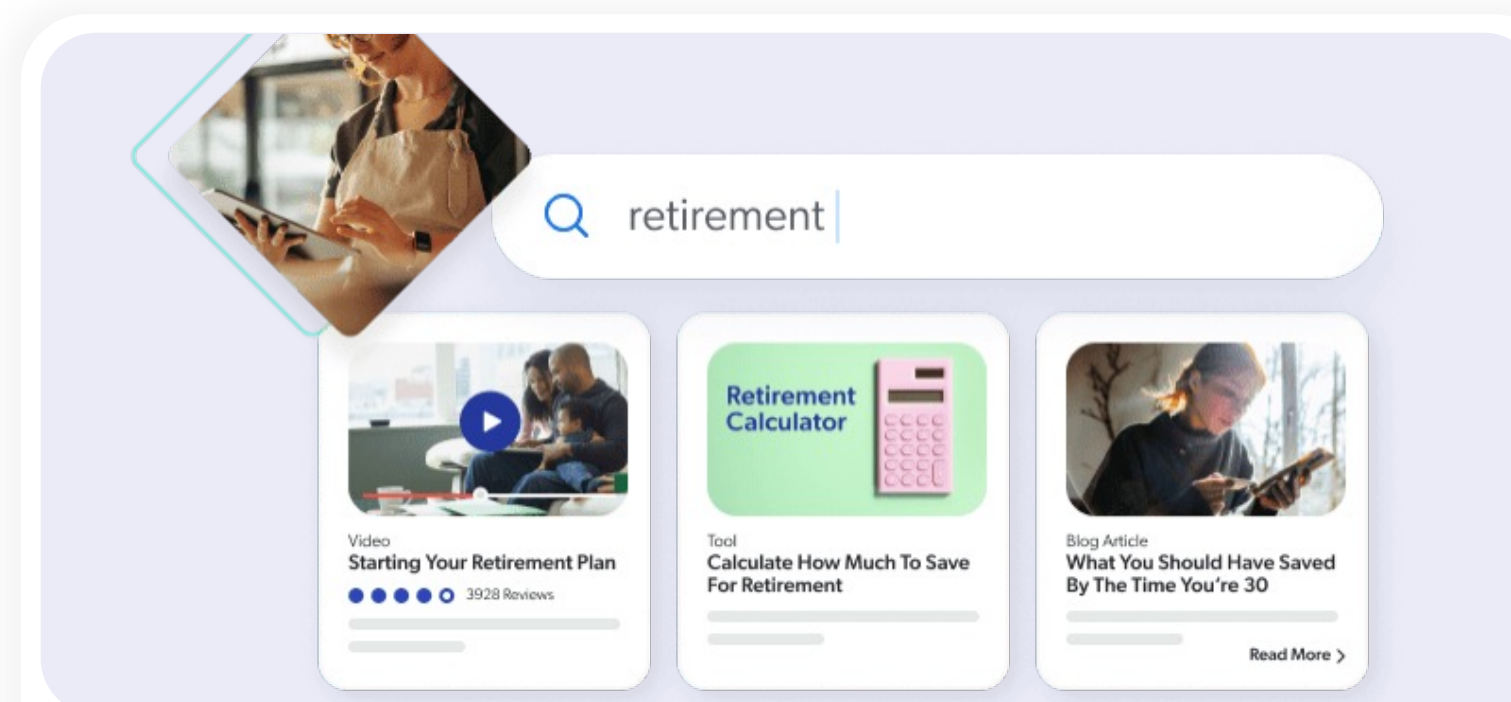 retirement
Retirement
Calculator
Video
Starting Your Retirement Plan
3928 Reviews
Tool
Calculate How Much To Save
For Retirement
Blog Article
What You Should Have Saved
By The Time You're 30
Read More